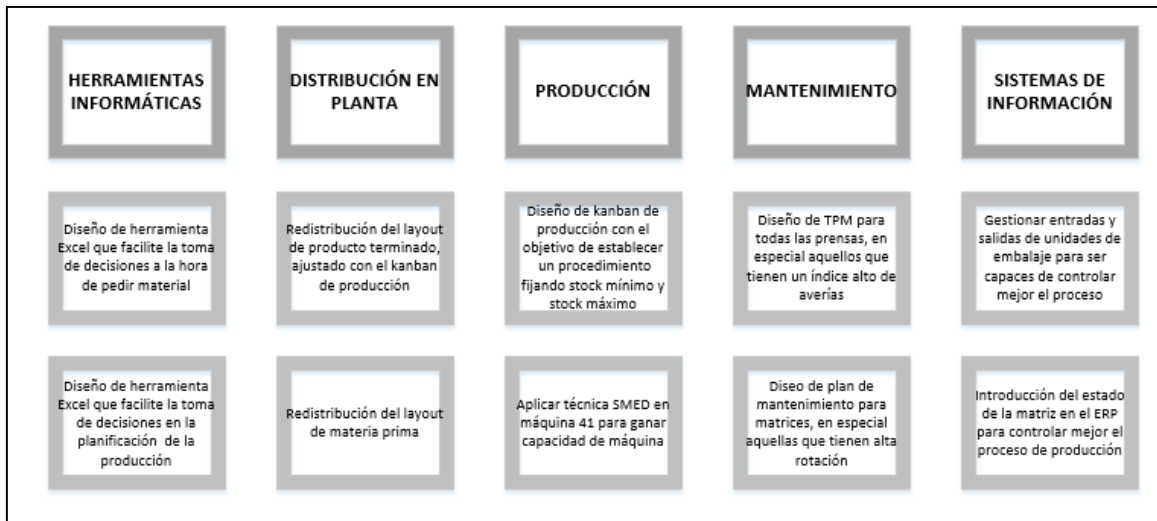 HERRAMIENTAS
INFORMÁTICAS
DISTRIBUCIÓN EN
PLANTA
PRODUCCIÓN
MANTENIMIENTO
SISTEMAS DE
INFORMACIÓN
Diseño de herramienta
Excel que facilite la toma
de decisiones a la hora
de pedir material
Redistribución del layout
de producto terminado,
ajustado con el kanban
de producción
Diseño de kanban de
producción con el
objetivo de establecer
un procedimiento
fijando stock mínimo y
stock máximo
Diseño de TPM para
todas las prensas, en
especial aquellos que
tienen un índice alto de
averías
Gestionar entradas y
salidas de unidades de
embalaje para ser
capaces de controlar
mejor el proceso
Diseño de herramienta
Excel que facilite la toma
de decisiones en la
planificación de la
producción
Redistribución del layout
de materia prima
Aplicar técnica SMED en
máquina 41 para ganar
capacidad de máquina
Diseo de plan de
mantenimiento para
matrices, en especial
aquellas que tienen alta
rotación
Introducción del estado
de la matriz en el ERP
para controlar mejor el
proceso de producción